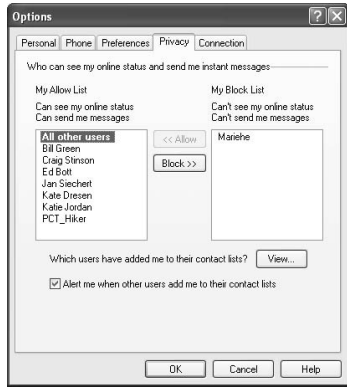 Options
Personal Phone Preferences Privacy Connection
Who can see my online status and send me instant messages
My Allow List My Block List
Can see my online status Can't see my online status
Can send me messages Can't send me messages
All other users << Allow Mariehe
Bill Green
Craig Stinson
Ed Bott Block >>
Jan Siechert
Kate Dresen
Katie Jordan
PCT_Hiker
Which users have added me to their contact lists? View...
Alert me when other users add me to their contact lists
OK Cancel Help